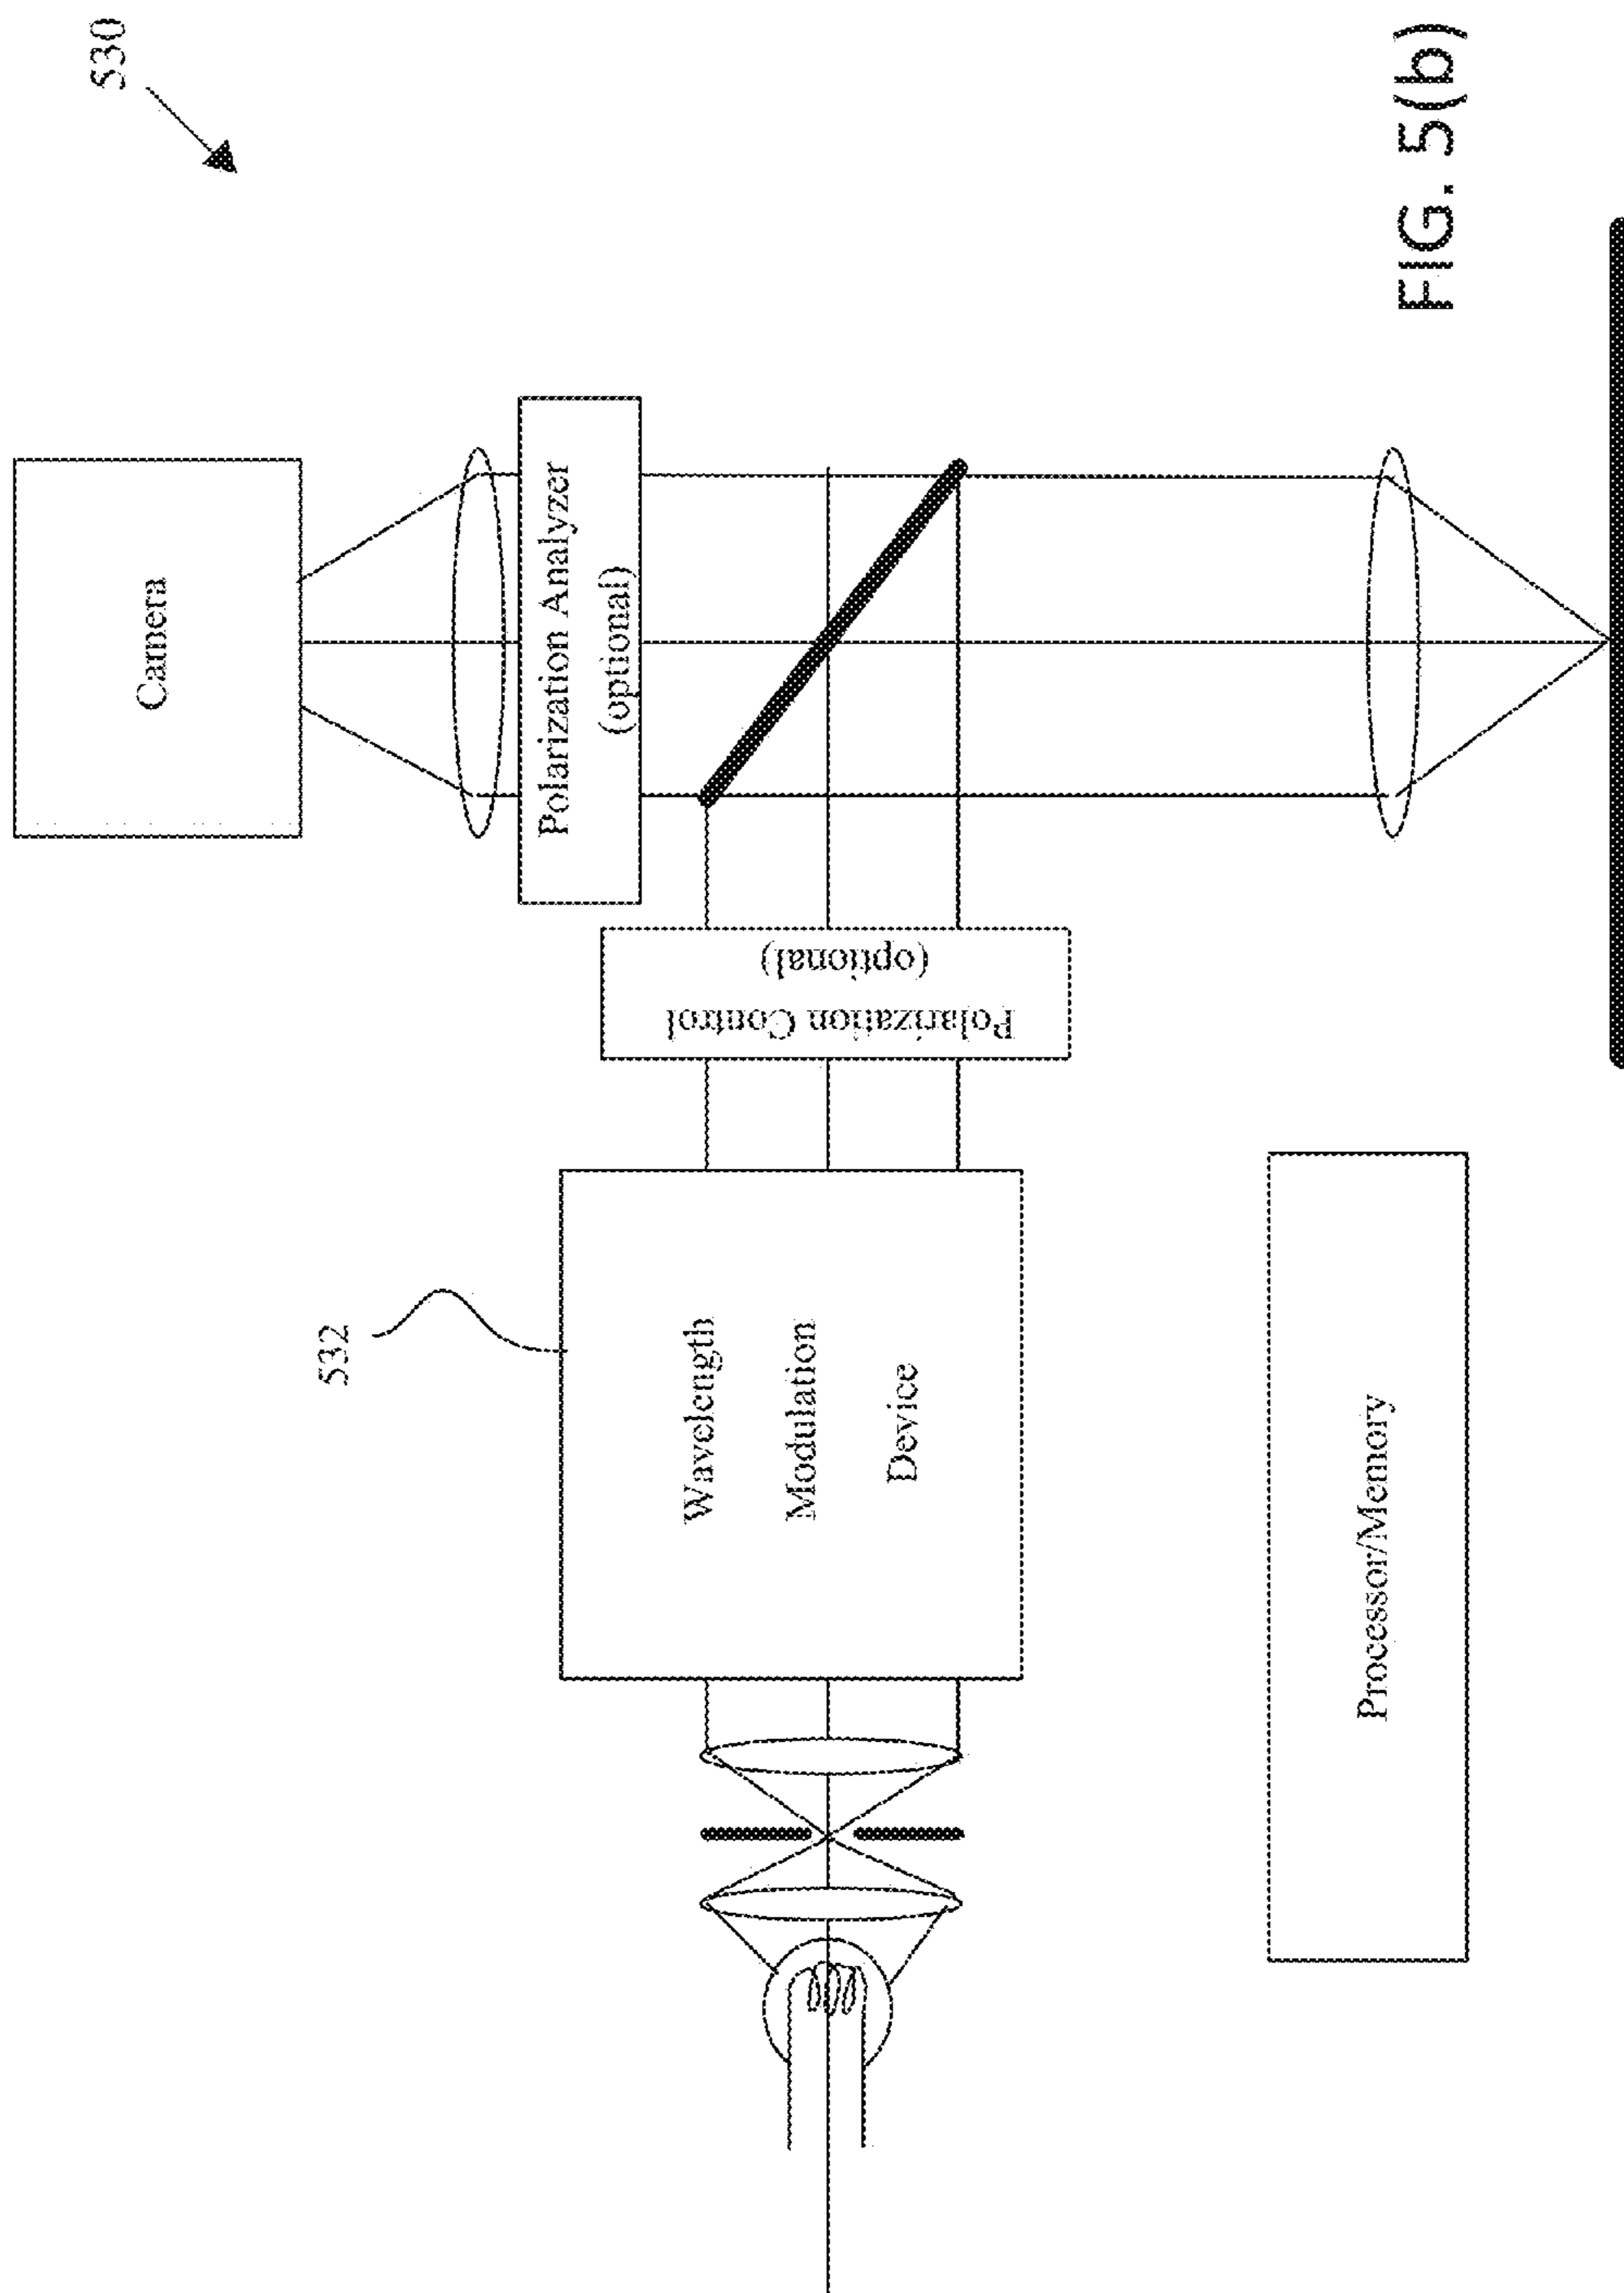 530
Camera
Polarization Analyzer
(optional)
Polarization Control
(optional)
532
Wavelength
Modulation
Device
Processor/Memory
FIG. 5(b)